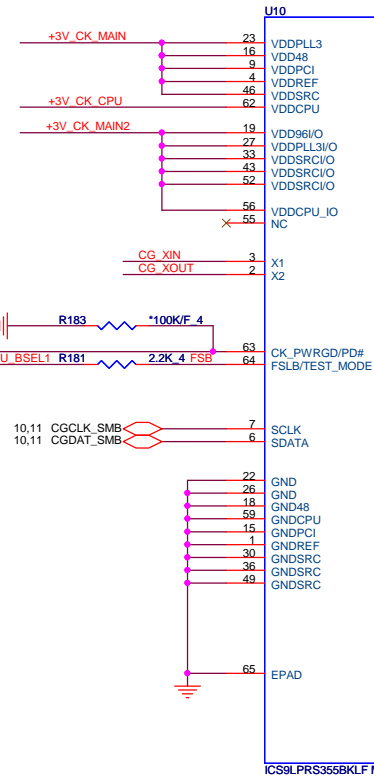 U10
+3V_CK_MAIN 23 VDDPLL3
16 VDD48
9 VDDPCI
4 VDDREF
46 VDDSRC
+3V_CK_CPU 62 VDDCPU
+3V_CK_MAIN2 19 VDD96I/O
27 VDDPLL3I/O
33 VDDSRCI/O
43 VDDSRCI/O
52 VDDSRCI/O
56 VDDCPU_IO
55 NC
CG_XIN 3 X1
CG_XOUT 2 X2
R183 *100K/F_4
63 CK_PWRGD/PD#
U_BSEL1 R181 2.2K_4 FSB 64 FSLB/TEST_MODE
10,11 CGCLK_SMB 7 SCLK
10,11 CGDAT_SMB 6 SDATA
22 GND
26 GND
18 GND48
59 GNDCPU
15 GNDPCI
1 GNDREF
30 GNDSRC
36 GNDSRC
49 GNDSRC
65 EPAD
ICS9LPRS355BKLF